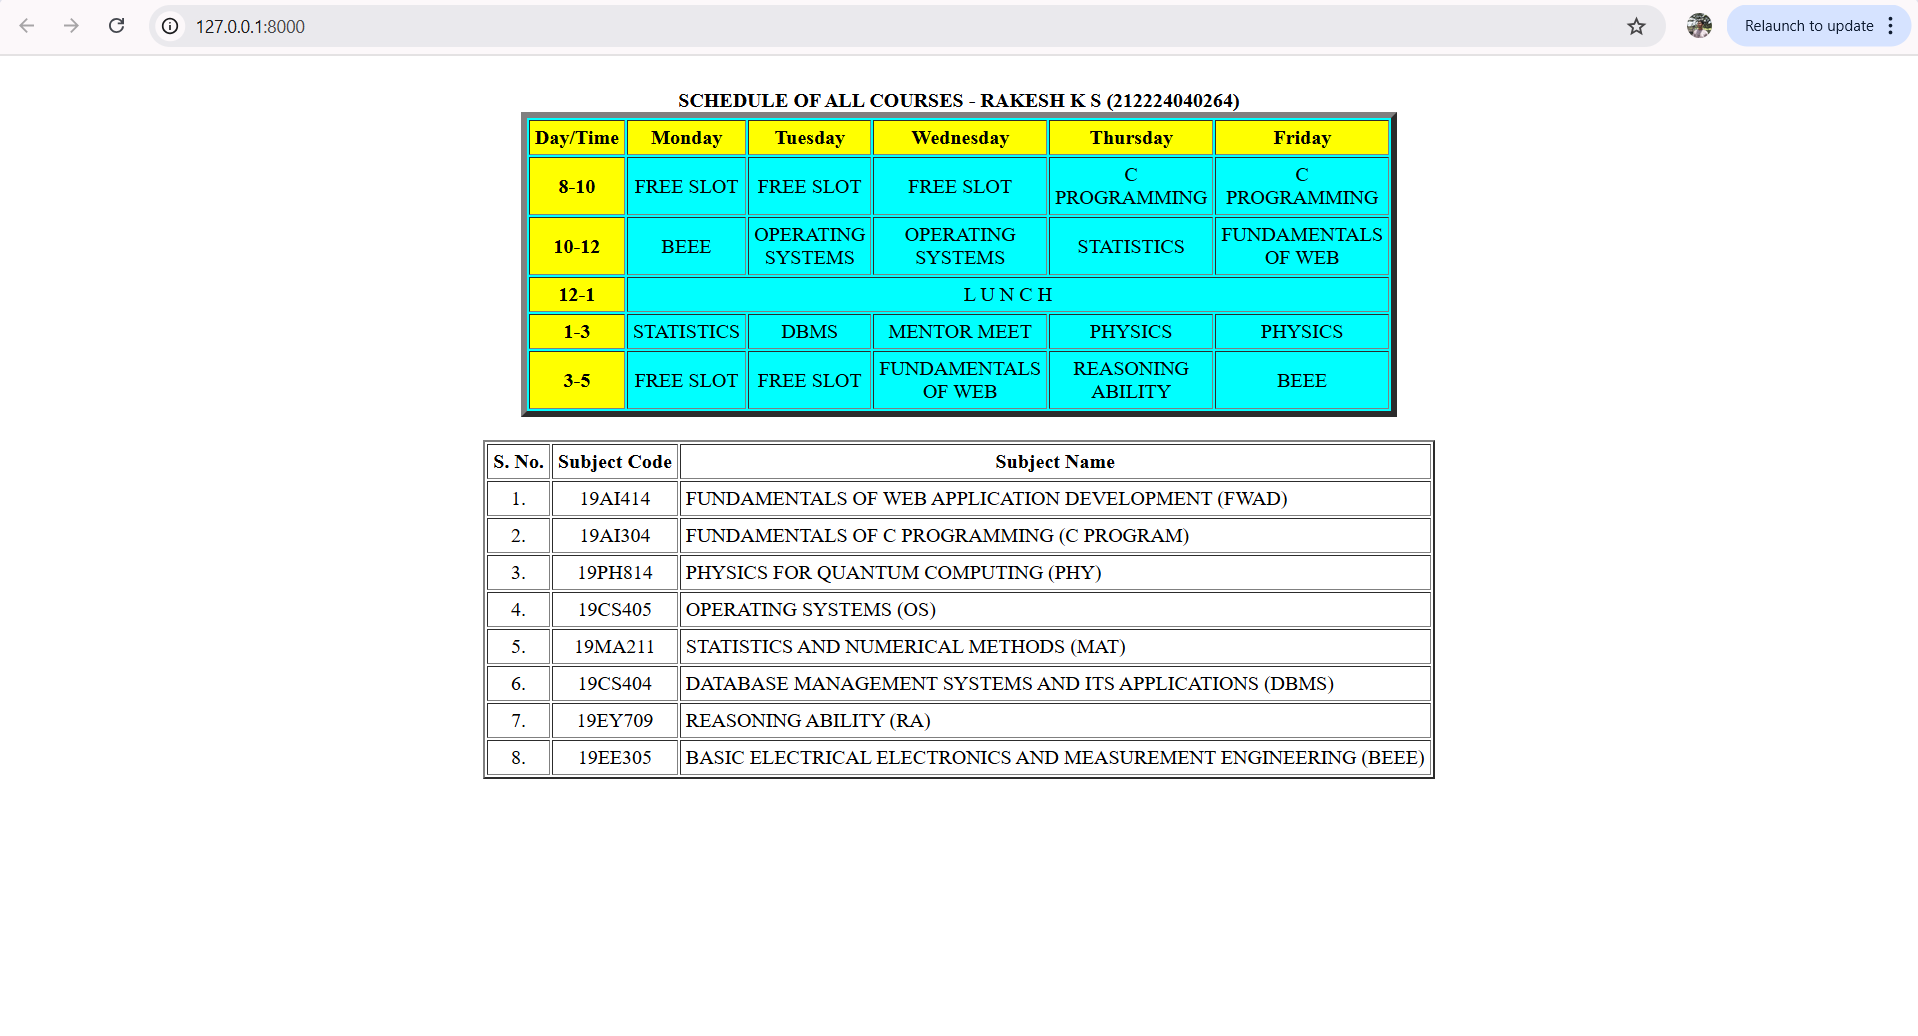 127.0.0.1:8000
Relaunch to update
SCHEDULE OF ALL COURSES - RAKESH K S (212224040264)
Day/Time Monday Tuesday Wednesday Thursday Friday
8-10 FREE SLOT FREE SLOT FREE SLOT C PROGRAMMING C PROGRAMMING
10-12 BEEE OPERATING SYSTEMS OPERATING SYSTEMS STATISTICS FUNDAMENTALS OF WEB
12-1 L U N C H
1-3 STATISTICS DBMS MENTOR MEET PHYSICS PHYSICS
3-5 FREE SLOT FREE SLOT FUNDAMENTALS OF WEB REASONING ABILITY BEEE
S. No. Subject Code Subject Name
1. 19AI414 FUNDAMENTALS OF WEB APPLICATION DEVELOPMENT (FWAD)
2. 19AI304 FUNDAMENTALS OF C PROGRAMMING (C PROGRAM)
3. 19PH814 PHYSICS FOR QUANTUM COMPUTING (PHY)
4. 19CS405 OPERATING SYSTEMS (OS)
5. 19MA211 STATISTICS AND NUMERICAL METHODS (MAT)
6. 19CS404 DATABASE MANAGEMENT SYSTEMS AND ITS APPLICATIONS (DBMS)
7. 19EY709 REASONING ABILITY (RA)
8. 19EE305 BASIC ELECTRICAL ELECTRONICS AND MEASUREMENT ENGINEERING (BEEE)